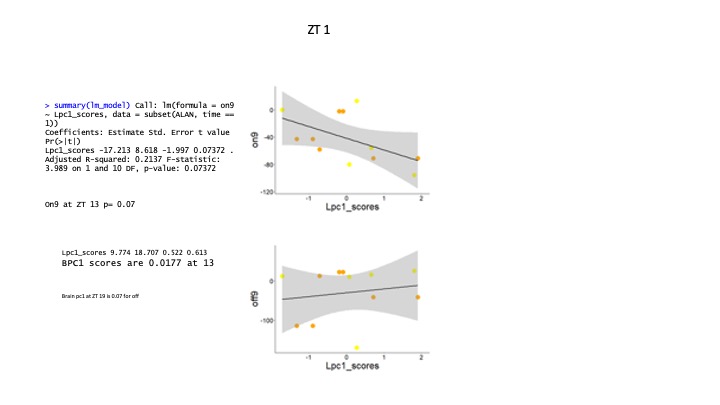 ZT 1
> summary(lm_model) Call: lm(formula = on9
~ Lpc1_scores, data = subset(ALAN, time ==
1))
Coefficients: Estimate Std. Error t value
Pr(>|t|)
Lpc1_scores -17.213 8.618 -1.997 0.07372 .
Adjusted R-squared: 0.2137 F-statistic:
3.989 on 1 and 10 DF, p-value: 0.07372
On9 at ZT 13 p= 0.07
on9
0
-40
-80
-120
-1 0 1 2
Lpc1_scores
Lpc1_scores 9.774 18.707 0.522 0.613
BPC1 scores are 0.0177 at 13
Brain pc1 at ZT 19 is 0.07 for off
off9
0
-100
-1 0 1 2
Lpc1_scores